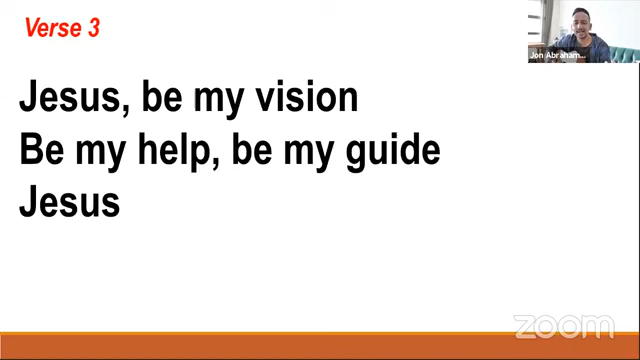 Verse 3
Jon Abraham...
Jesus, be my vision
Be my help, be my guide
Jesus
zoom